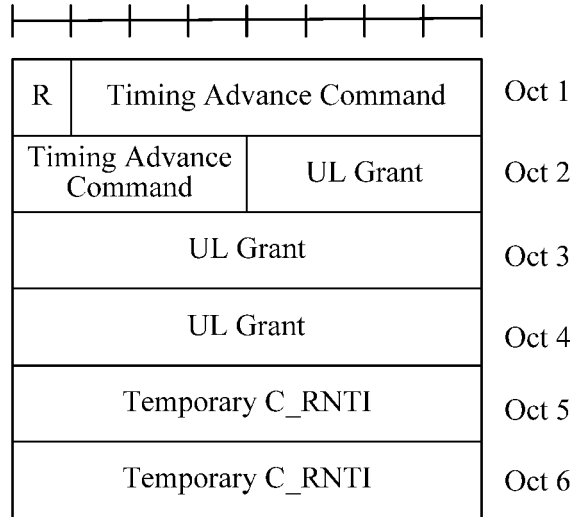 R Timing Advance Command Oct 1
Timing Advance
Command
UL Grant Oct 2
UL Grant Oct 3
UL Grant Oct 4
Temporary C_RNTI Oct 5
Temporary C_RNTI Oct 6